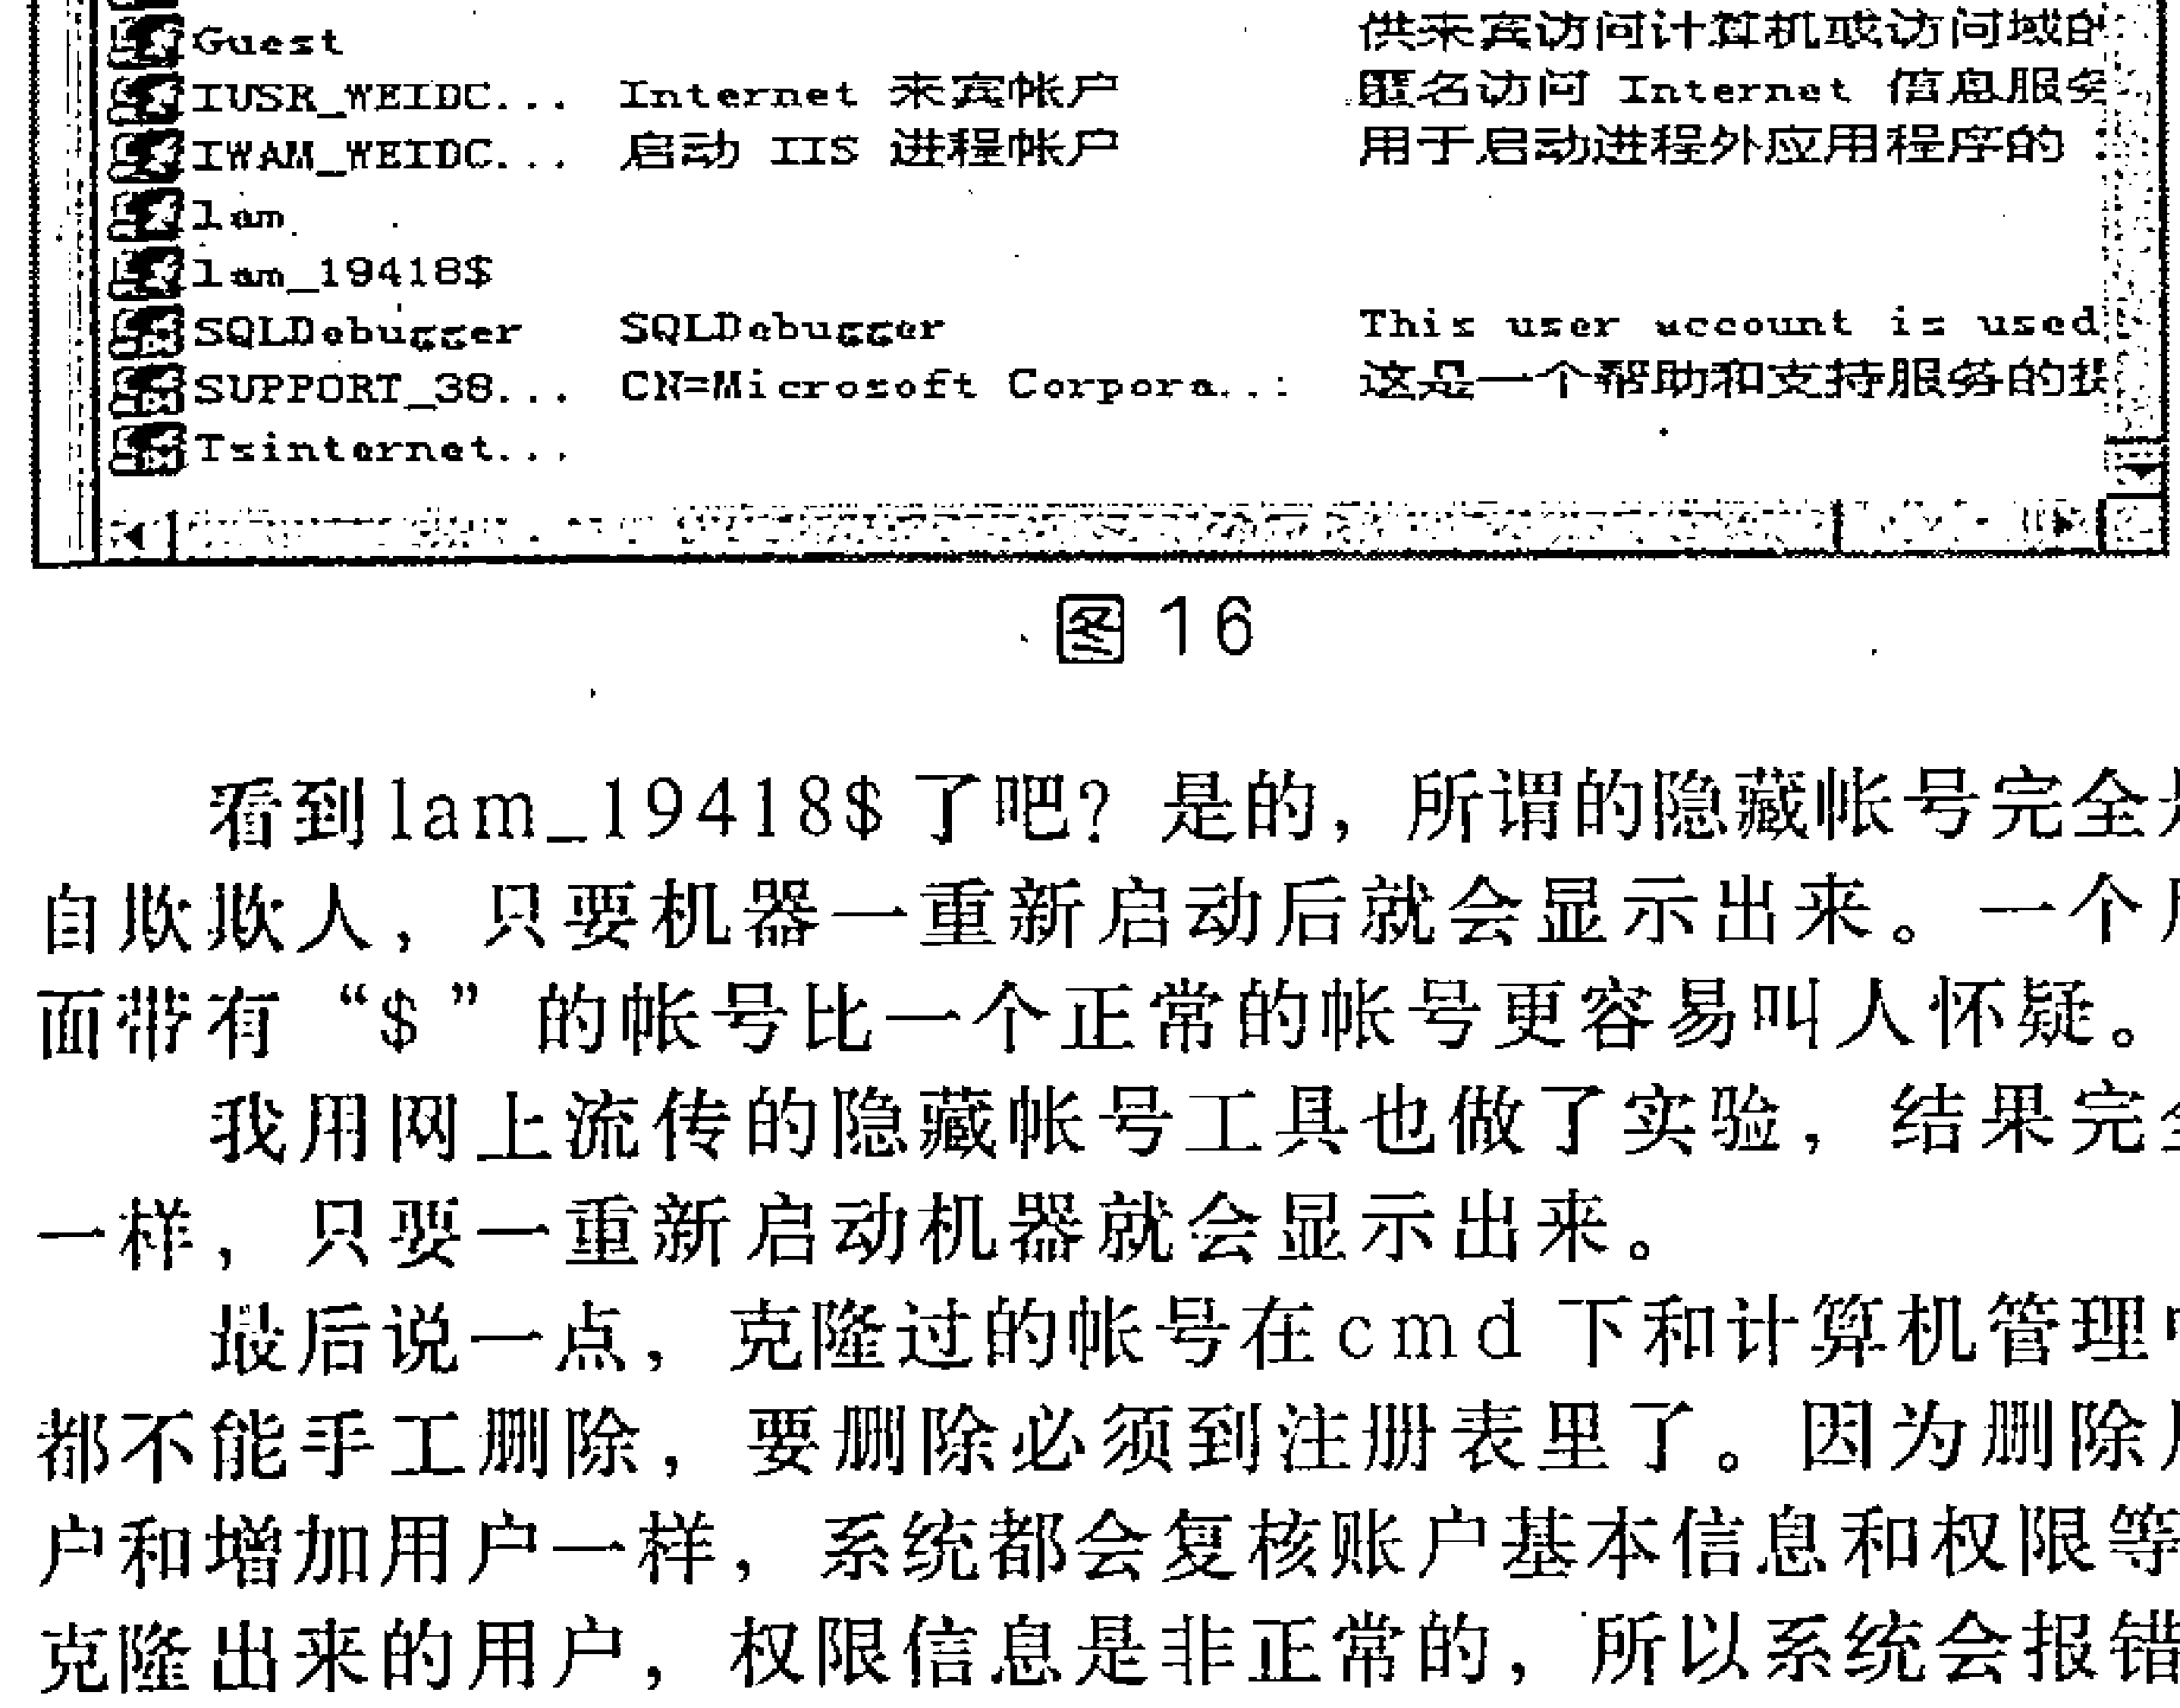 Guest 供来宾访问计算机或访问域的
IUSR_WEIDC... Internet 来宾帐户 匿名访问 Internet 信息服务
IWAM_WEIDC... 启动 IIS 进程帐户 用于启动进程外应用程序的
lam
lam_19418$
SQLDebugger SQLDebugger This user account is used
SUPPORT_38... CN=Microsoft Corpora... 这是一个帮助和支持服务的提
Tsinternet...
图 16
看到lam_19418$了吧？是的，所谓的隐藏帐号完全是
自欺欺人，只要机器一重新启动后就会显示出来。一个
面带有“$”的帐号比一个正常的帐号更容易叫人怀疑。
我用网上流传的隐藏帐号工具也做了实验，结果完全
一样，只要一重新启动机器就会显示出来。
最后说一点，克隆过的帐号在cmd下和计算机管理中
都不能手工删除，要删除必须到注册表里了。因为删除
户和增加用户一样，系统都会复核账户基本信息和权限等
克隆出来的用户，权限信息是非正常的，所以系统会报错